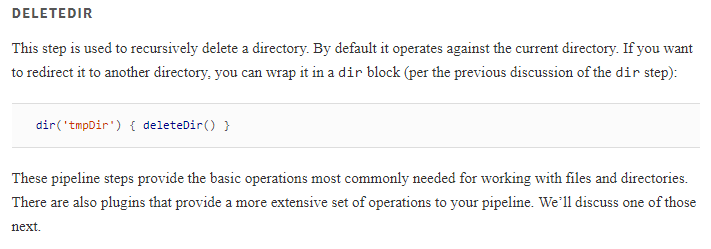 DELETEDIR
This step is used to recursively delete a directory. By default it operates against the current directory. If you want
to redirect it to another directory, you can wrap it in a dir block (per the previous discussion of the dir step):
dir('tmpDir') { deleteDir() }
These pipeline steps provide the basic operations most commonly needed for working with files and directories.
There are also plugins that provide a more extensive set of operations to your pipeline. We’ll discuss one of those
next.